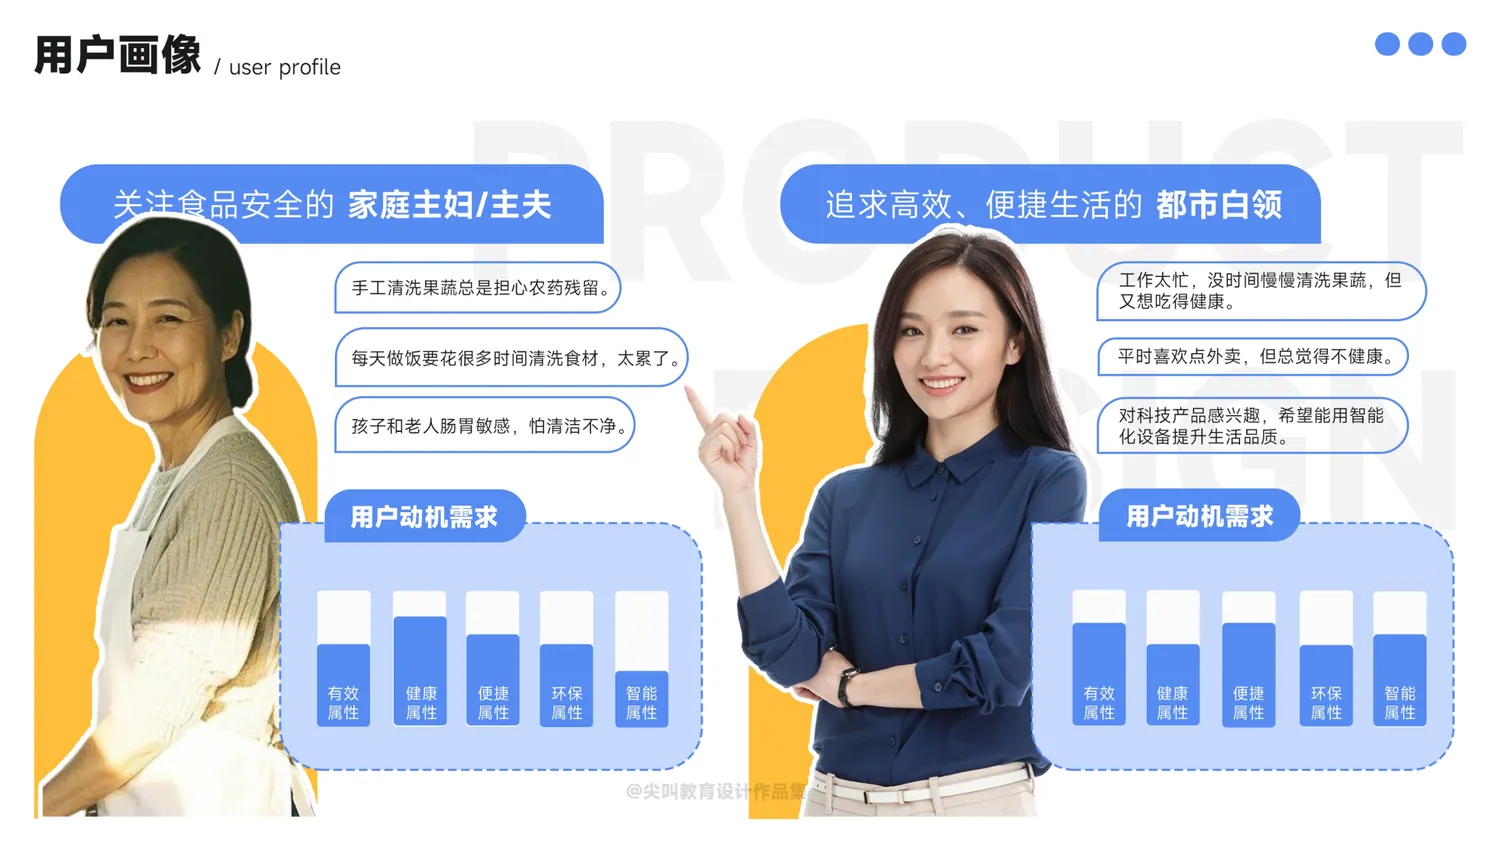 用户画像 / user profile
PRODUCT
DESIGN
关注食品安全的 家庭主妇/主夫
手工清洗果蔬总是担心农药残留。
每天做饭要花很多时间清洗食材，太累了。
孩子和老人肠胃敏感，怕清洁不净。
用户动机需求
有效
属性
健康
属性
便捷
属性
环保
属性
智能
属性
追求高效、便捷生活的 都市白领
工作太忙，没时间慢慢清洗果蔬，但
又想吃得健康。
平时喜欢点外卖，但总觉得不健康。
对科技产品感兴趣，希望能用智能
化设备提升生活品质。
用户动机需求
有效
属性
健康
属性
便捷
属性
环保
属性
智能
属性
@尖叫教育设计作品集